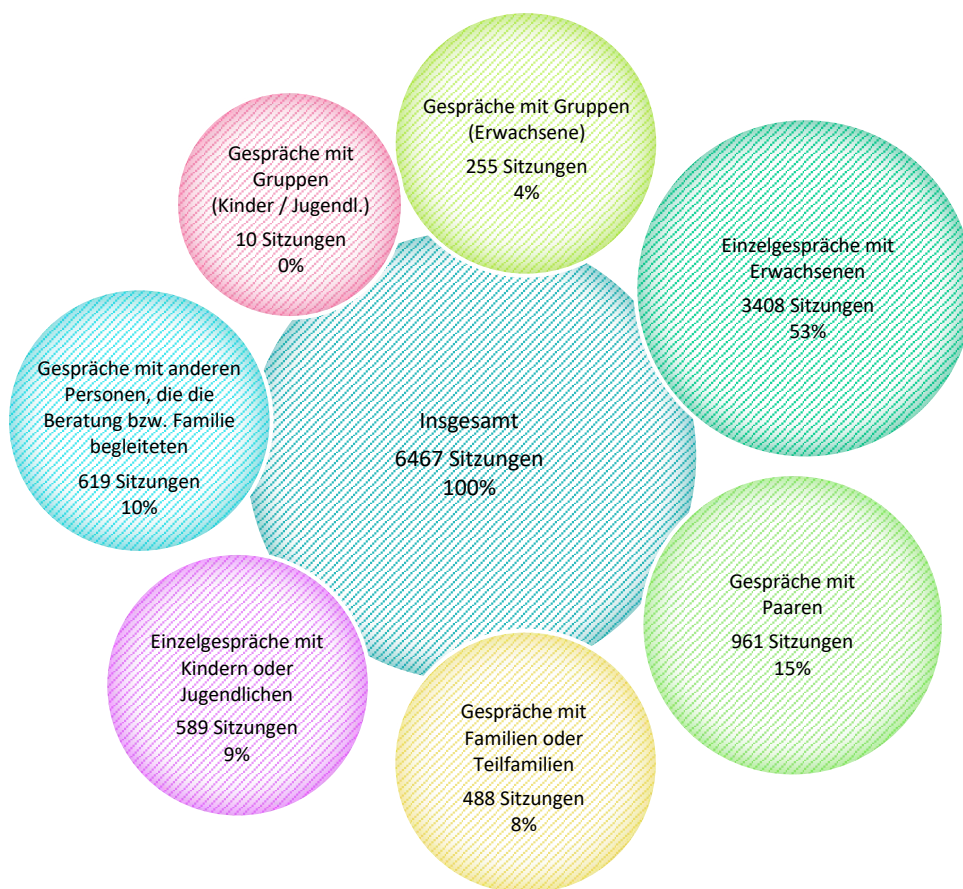 Gespräche mit Gruppen
(Erwachsene)
255 Sitzungen
4%
Einzelgespräche mit
Erwachsenen
3408 Sitzungen
53%
Gespräche mit
Paaren
961 Sitzungen
15%
Gespräche mit
Familien oder
Teilfamilien
488 Sitzungen
8%
Einzelgespräche mit
Kindern oder
Jugendlichen
589 Sitzungen
9%
Gespräche mit anderen
Personen, die die
Beratung bzw. Familie
begleiteten
619 Sitzungen
10%
Gespräche mit
Gruppen
(Kinder / Jugendl.)
10 Sitzungen
0%
Insgesamt
6467 Sitzungen
100%